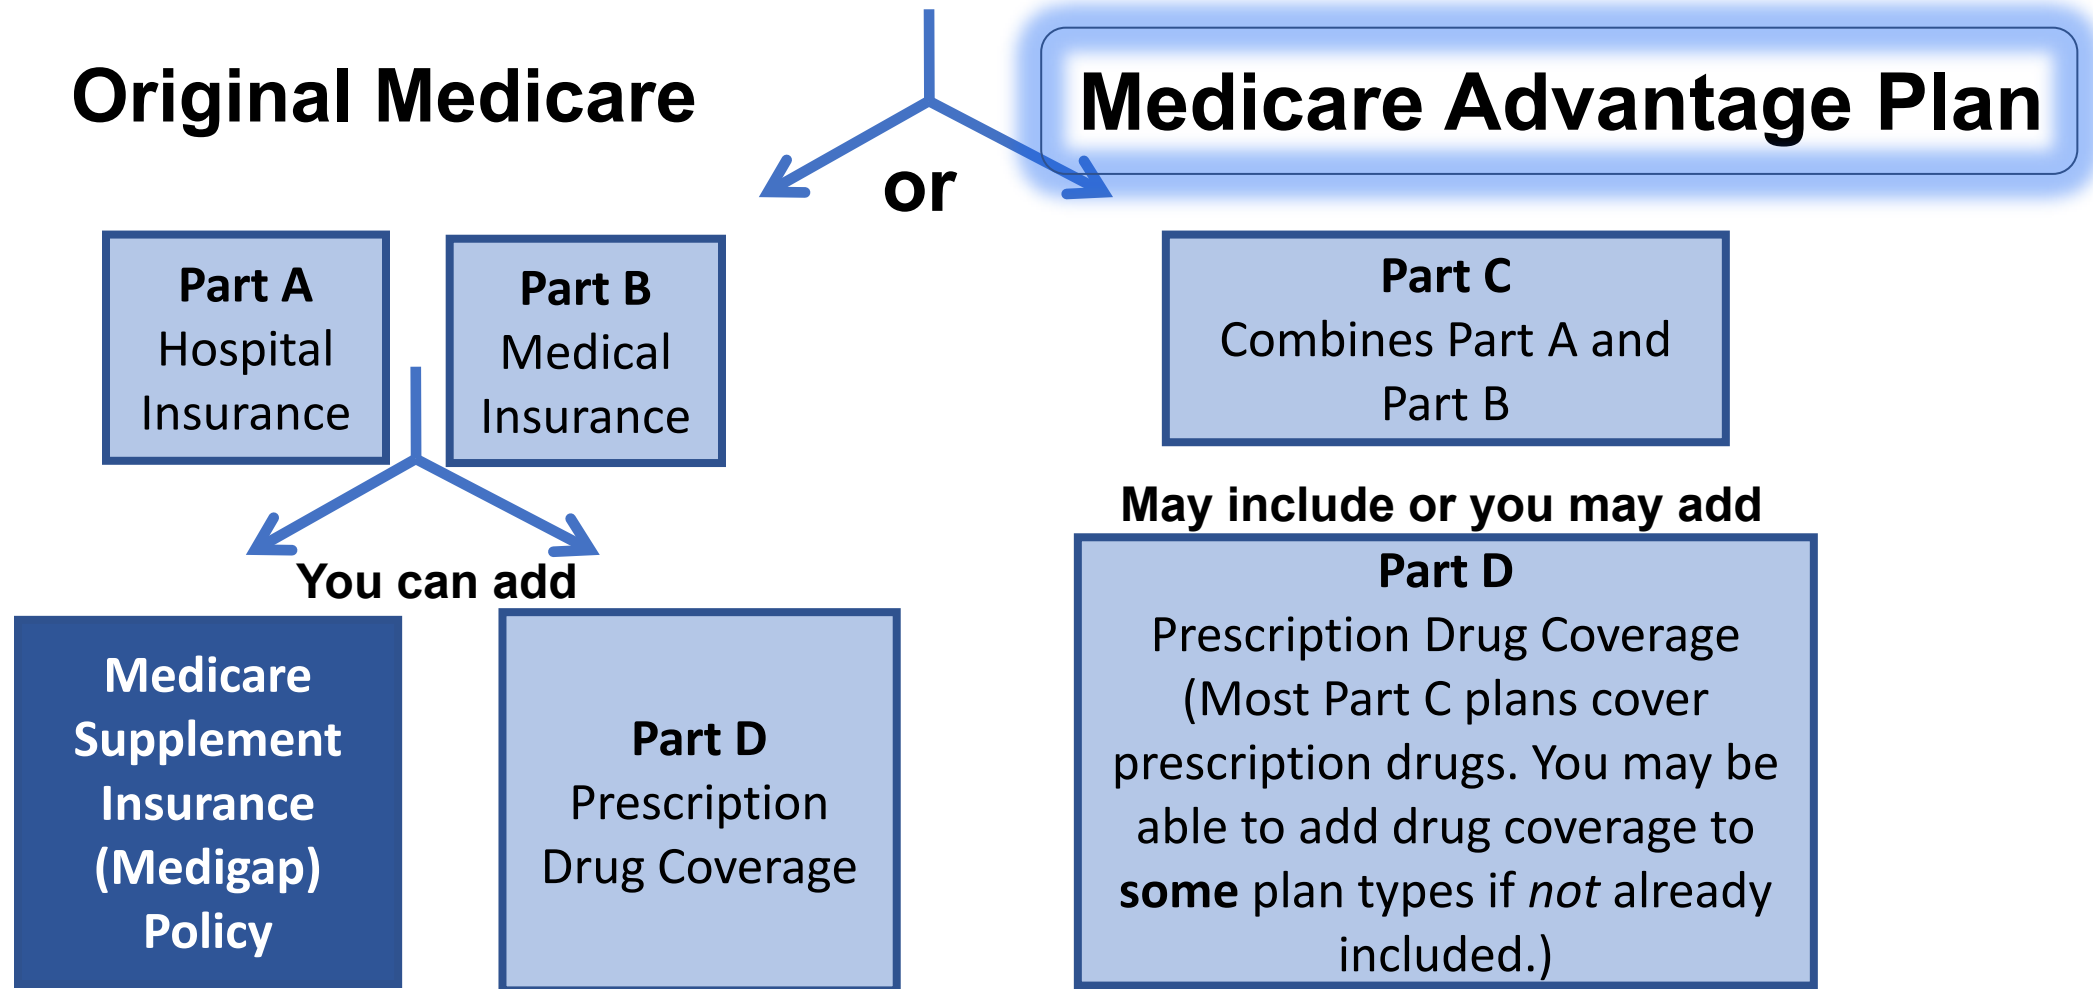 Original Medicare
or
Medicare Advantage Plan
Part A
Hospital
Insurance
Part B
Medical
Insurance
You can add
Medicare
Supplement
Insurance
(Medigap)
Policy
Part D
Prescription
Drug Coverage
Part C
Combines Part A and
Part B
May include or you may add
Part D
Prescription Drug Coverage
(Most Part C plans cover
prescription drugs. You may be
able to add drug coverage to
some plan types if not already
included.)